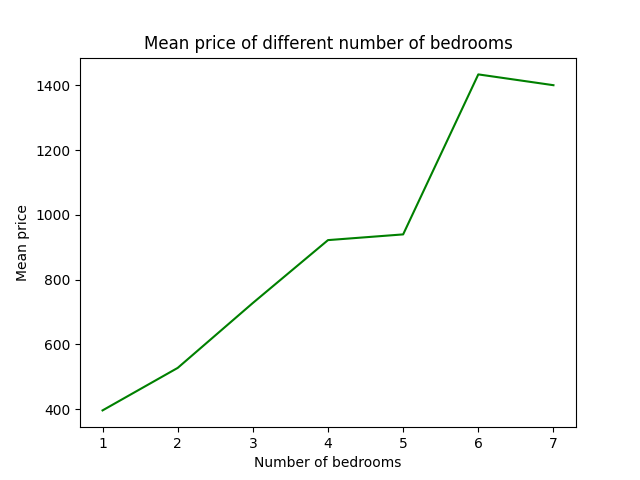 Mean price of different number of bedrooms
1400
1200
1000
800
600
400
Mean price
1 2 3 4 5 6 7
Number of bedrooms